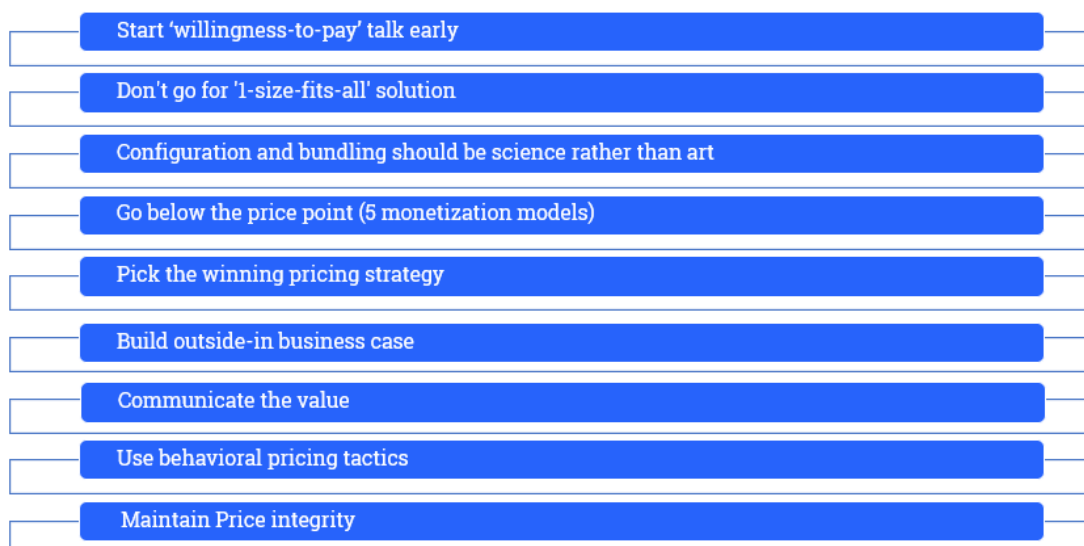 Start ‘willingness-to-pay’ talk early
Don't go for '1-size-fits-all' solution
Configuration and bundling should be science rather than art
Go below the price point (5 monetization models)
Pick the winning pricing strategy
Build outside-in business case
Communicate the value
Use behavioral pricing tactics
Maintain Price integrity